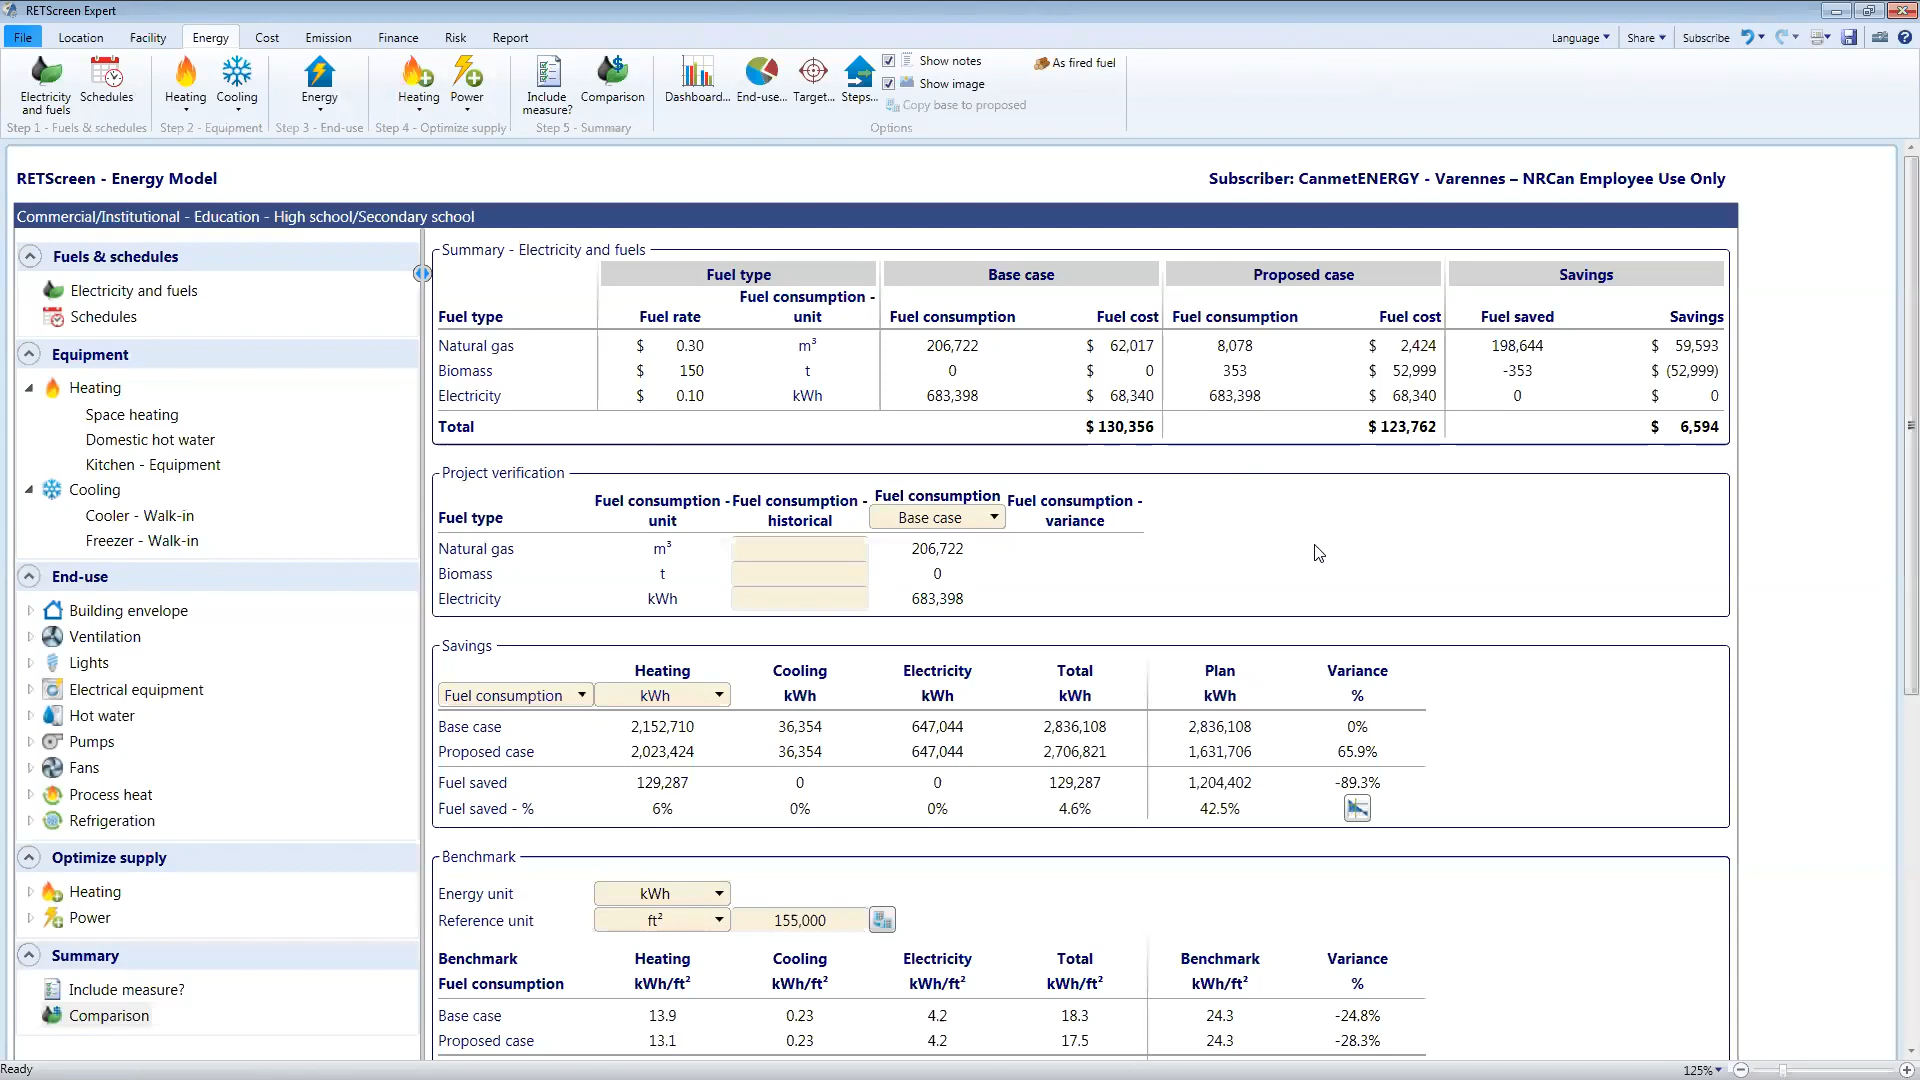 RETScreen Expert
File Location Facility Energy Cost Emission Finance Risk Report Language Share Subscribe
Electricity and fuels Schedules Heating Cooling Energy Heating Power Include measure? Comparison Dashboard... End-use... Target... Steps... Show notes As fired fuel
Show image
Copy base to proposed
Step 1 - Fuels & schedules Step 2 - Equipment Step 3 - End-use Step 4 - Optimize supply Step 5 - Summary Options
RETScreen - Energy Model Subscriber: CanmetENERGY - Varennes – NRCan Employee Use Only
Commercial/Institutional - Education - High school/Secondary school
Fuels & schedules
Electricity and fuels
Schedules
Equipment
Heating
Space heating
Domestic hot water
Kitchen - Equipment
Cooling
Cooler - Walk-in
Freezer - Walk-in
End-use
Building envelope
Ventilation
Lights
Electrical equipment
Hot water
Pumps
Fans
Process heat
Refrigeration
Optimize supply
Heating
Power
Summary
Include measure?
Comparison
Summary - Electricity and fuels
Fuel type Base case Proposed case Savings
Fuel consumption -
Fuel type Fuel rate unit Fuel consumption Fuel cost Fuel consumption Fuel cost Fuel saved Savings
Natural gas $ 0.30 m³ 206,722 $ 62,017 8,078 $ 2,424 198,644 $ 59,593
Biomass $ 150 t 0 $ 0 353 $ 52,999 -353 $ (52,999)
Electricity $ 0.10 kWh 683,398 $ 68,340 683,398 $ 68,340 0 $ 0
Total $ 130,356 $ 123,762 $ 6,594
Project verification
Fuel consumption - Fuel consumption - Fuel consumption Fuel consumption -
Fuel type unit historical Base case variance
Natural gas m³ 206,722
Biomass t 0
Electricity kWh 683,398
Savings
Heating Cooling Electricity Total Plan Variance
Fuel consumption kWh kWh kWh kWh kWh %
Base case 2,152,710 36,354 647,044 2,836,108 2,836,108 0%
Proposed case 2,023,424 36,354 647,044 2,706,821 1,631,706 65.9%
Fuel saved 129,287 0 0 129,287 1,204,402 -89.3%
Fuel saved - % 6% 0% 0% 4.6% 42.5%
Benchmark
Energy unit kWh
Reference unit ft² 155,000
Benchmark Heating Cooling Electricity Total Benchmark Variance
Fuel consumption kWh/ft² kWh/ft² kWh/ft² kWh/ft² kWh/ft² %
Base case 13.9 0.23 4.2 18.3 24.3 -24.8%
Proposed case 13.1 0.23 4.2 17.5 24.3 -28.3%
Ready 125%